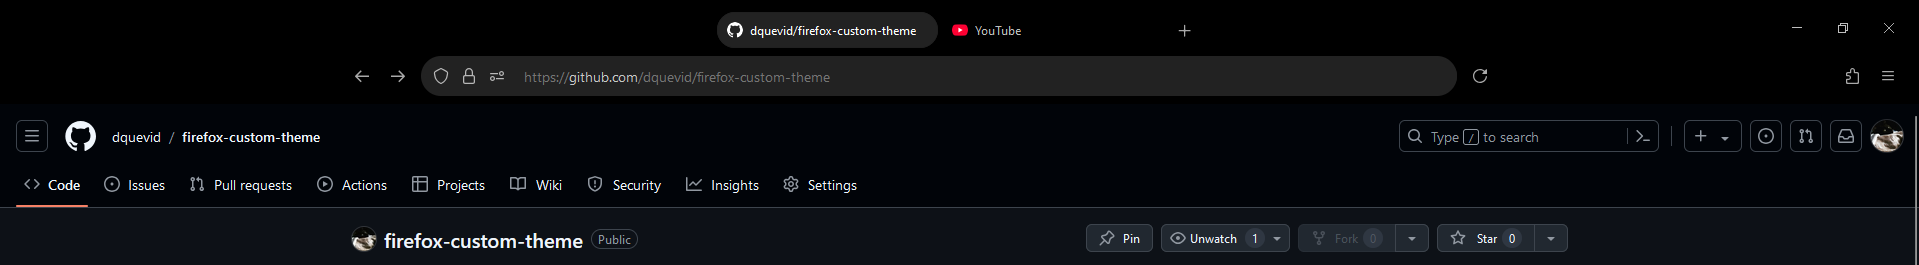 dquevid/firefox-custom-theme YouTube
https://github.com/dquevid/firefox-custom-theme
dquevid / firefox-custom-theme Type / to search
Code Issues Pull requests Actions Projects Wiki Security Insights Settings
firefox-custom-theme Public Pin Unwatch 1 Fork 0 Star 0